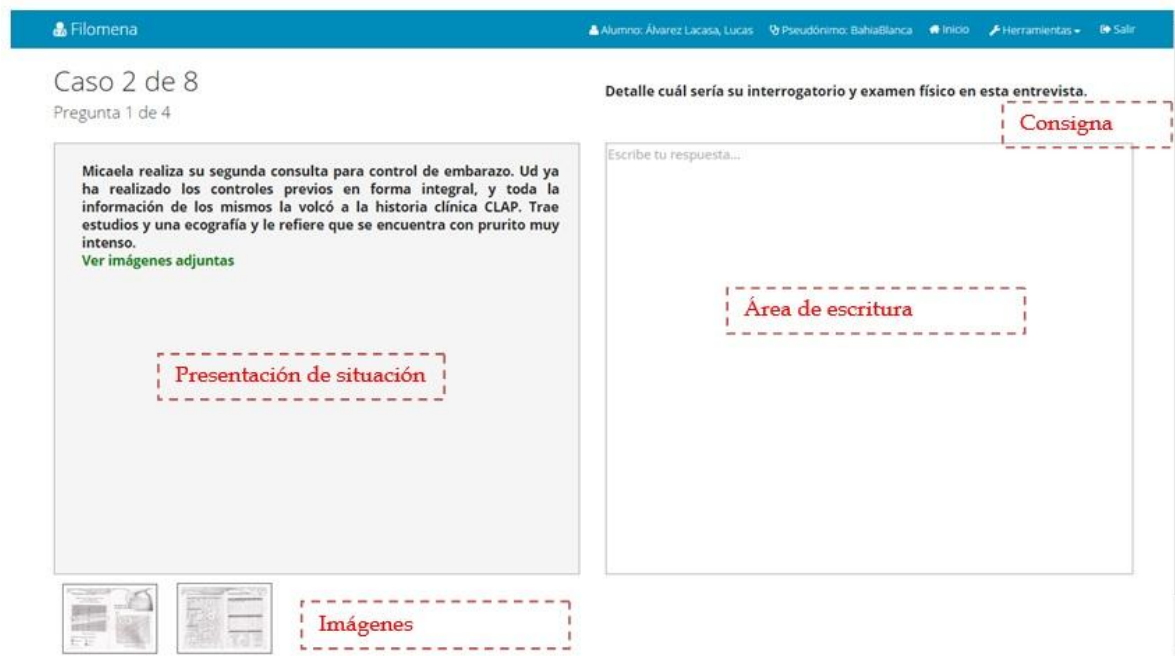 Filomena
Alumno: Álvarez Lacasa, Lucas Pseudónimo: BahiaBlanca Inicio Herramientas Salir
Caso 2 de 8
Pregunta 1 de 4
Detalle cuál sería su interrogatorio y examen físico en esta entrevista.
Consigna
Micaela realiza su segunda consulta para control de embarazo. Ud ya
ha realizado los controles previos en forma integral, y toda la
información de los mismos la volcó a la historia clínica CLAP. Trae
estudios y una ecografía y le refiere que se encuentra con prurito muy
intenso.
Ver imágenes adjuntas
Presentación de situación
Escribe tu respuesta...
Área de escritura
Imágenes